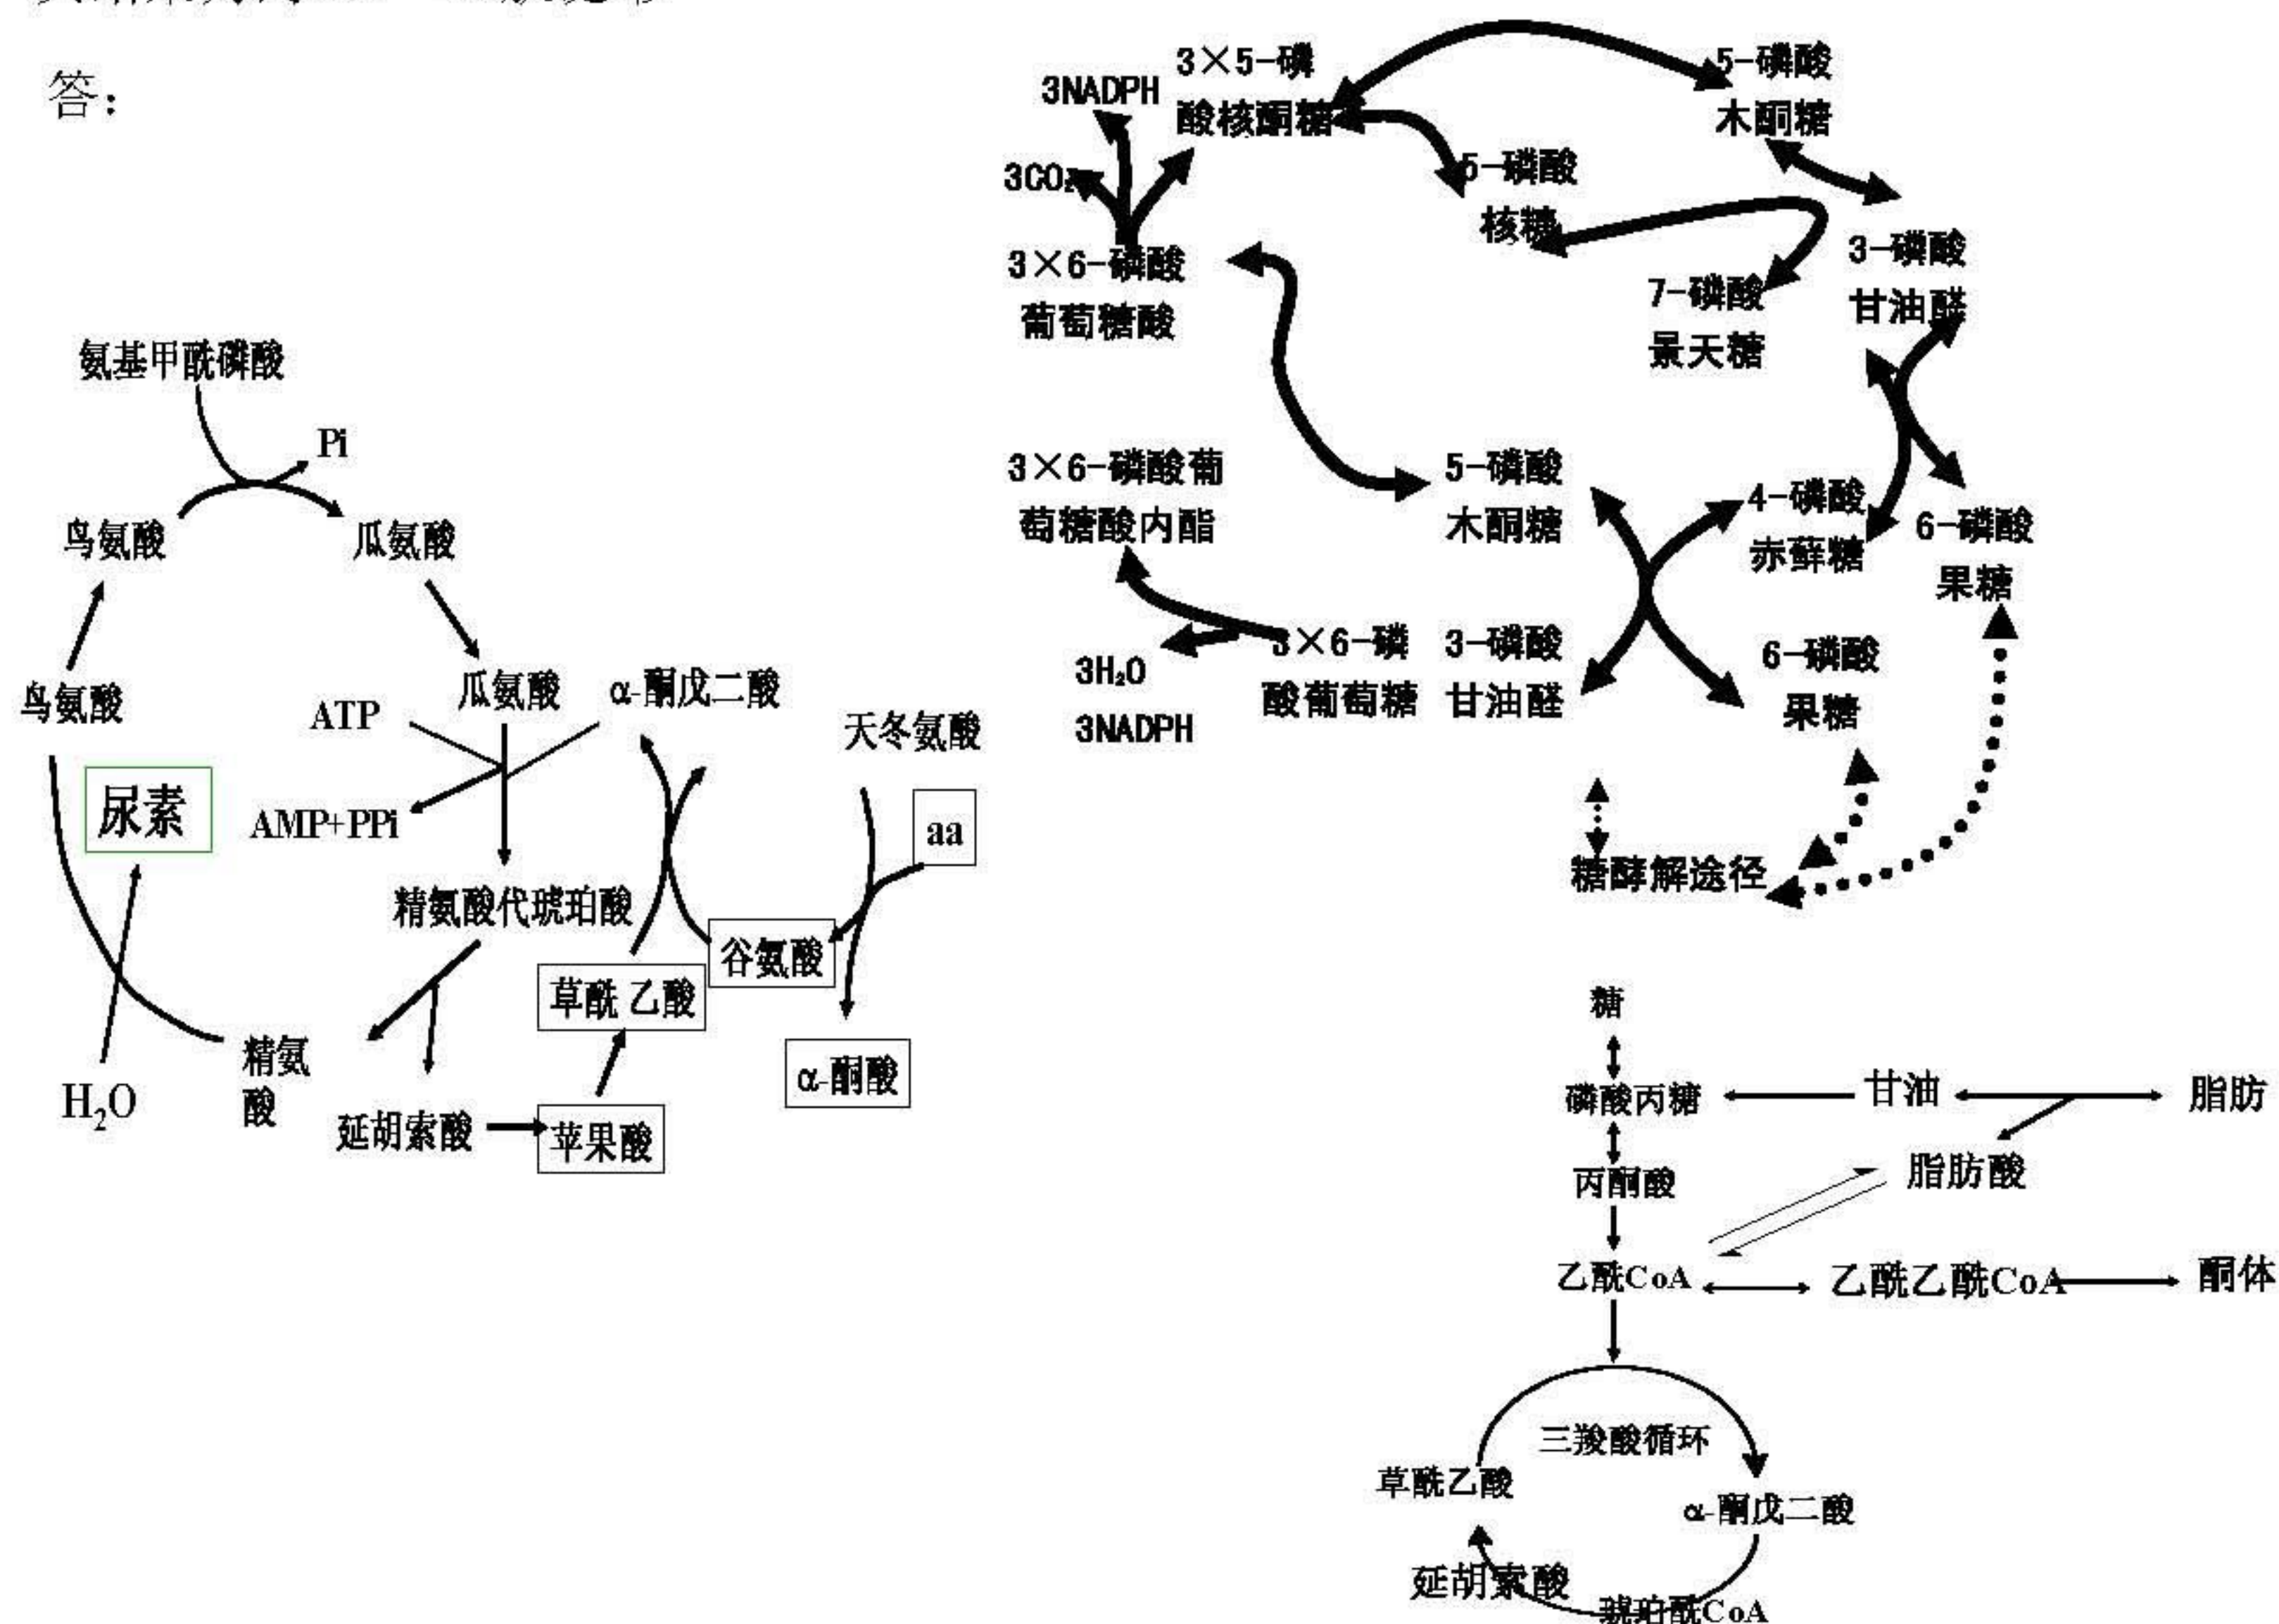 答：
氨基甲酰磷酸
Pi
鸟氨酸
瓜氨酸
鸟氨酸
瓜氨酸
α-酮戊二酸
ATP
天冬氨酸
尿素
AMP+PPi
aa
精氨酸代琥珀酸
谷氨酸
草酰 乙酸
精氨
酸
α-酮酸
H₂O
延胡索酸
苹果酸
3NADPH
3×5-磷
酸核酮糖
5-磷酸
木酮糖
3CO₂
5-磷酸
核糖
3×6-磷酸
葡萄糖酸
7-磷酸
景天糖
3-磷酸
甘油醛
3×6-磷酸葡
萄糖酸内酯
5-磷酸
木酮糖
4-磷酸
赤藓糖
6-磷酸
果糖
3H₂O
3NADPH
3×6-磷
酸葡萄糖
3-磷酸
甘油醛
6-磷酸
果糖
糖酵解途径
糖
磷酸丙糖
甘油
脂肪
丙酮酸
脂肪酸
乙酰CoA
乙酰乙酰CoA
酮体
三羧酸循环
草酰乙酸
α-酮戊二酸
延胡索酸
琥珀酰CoA